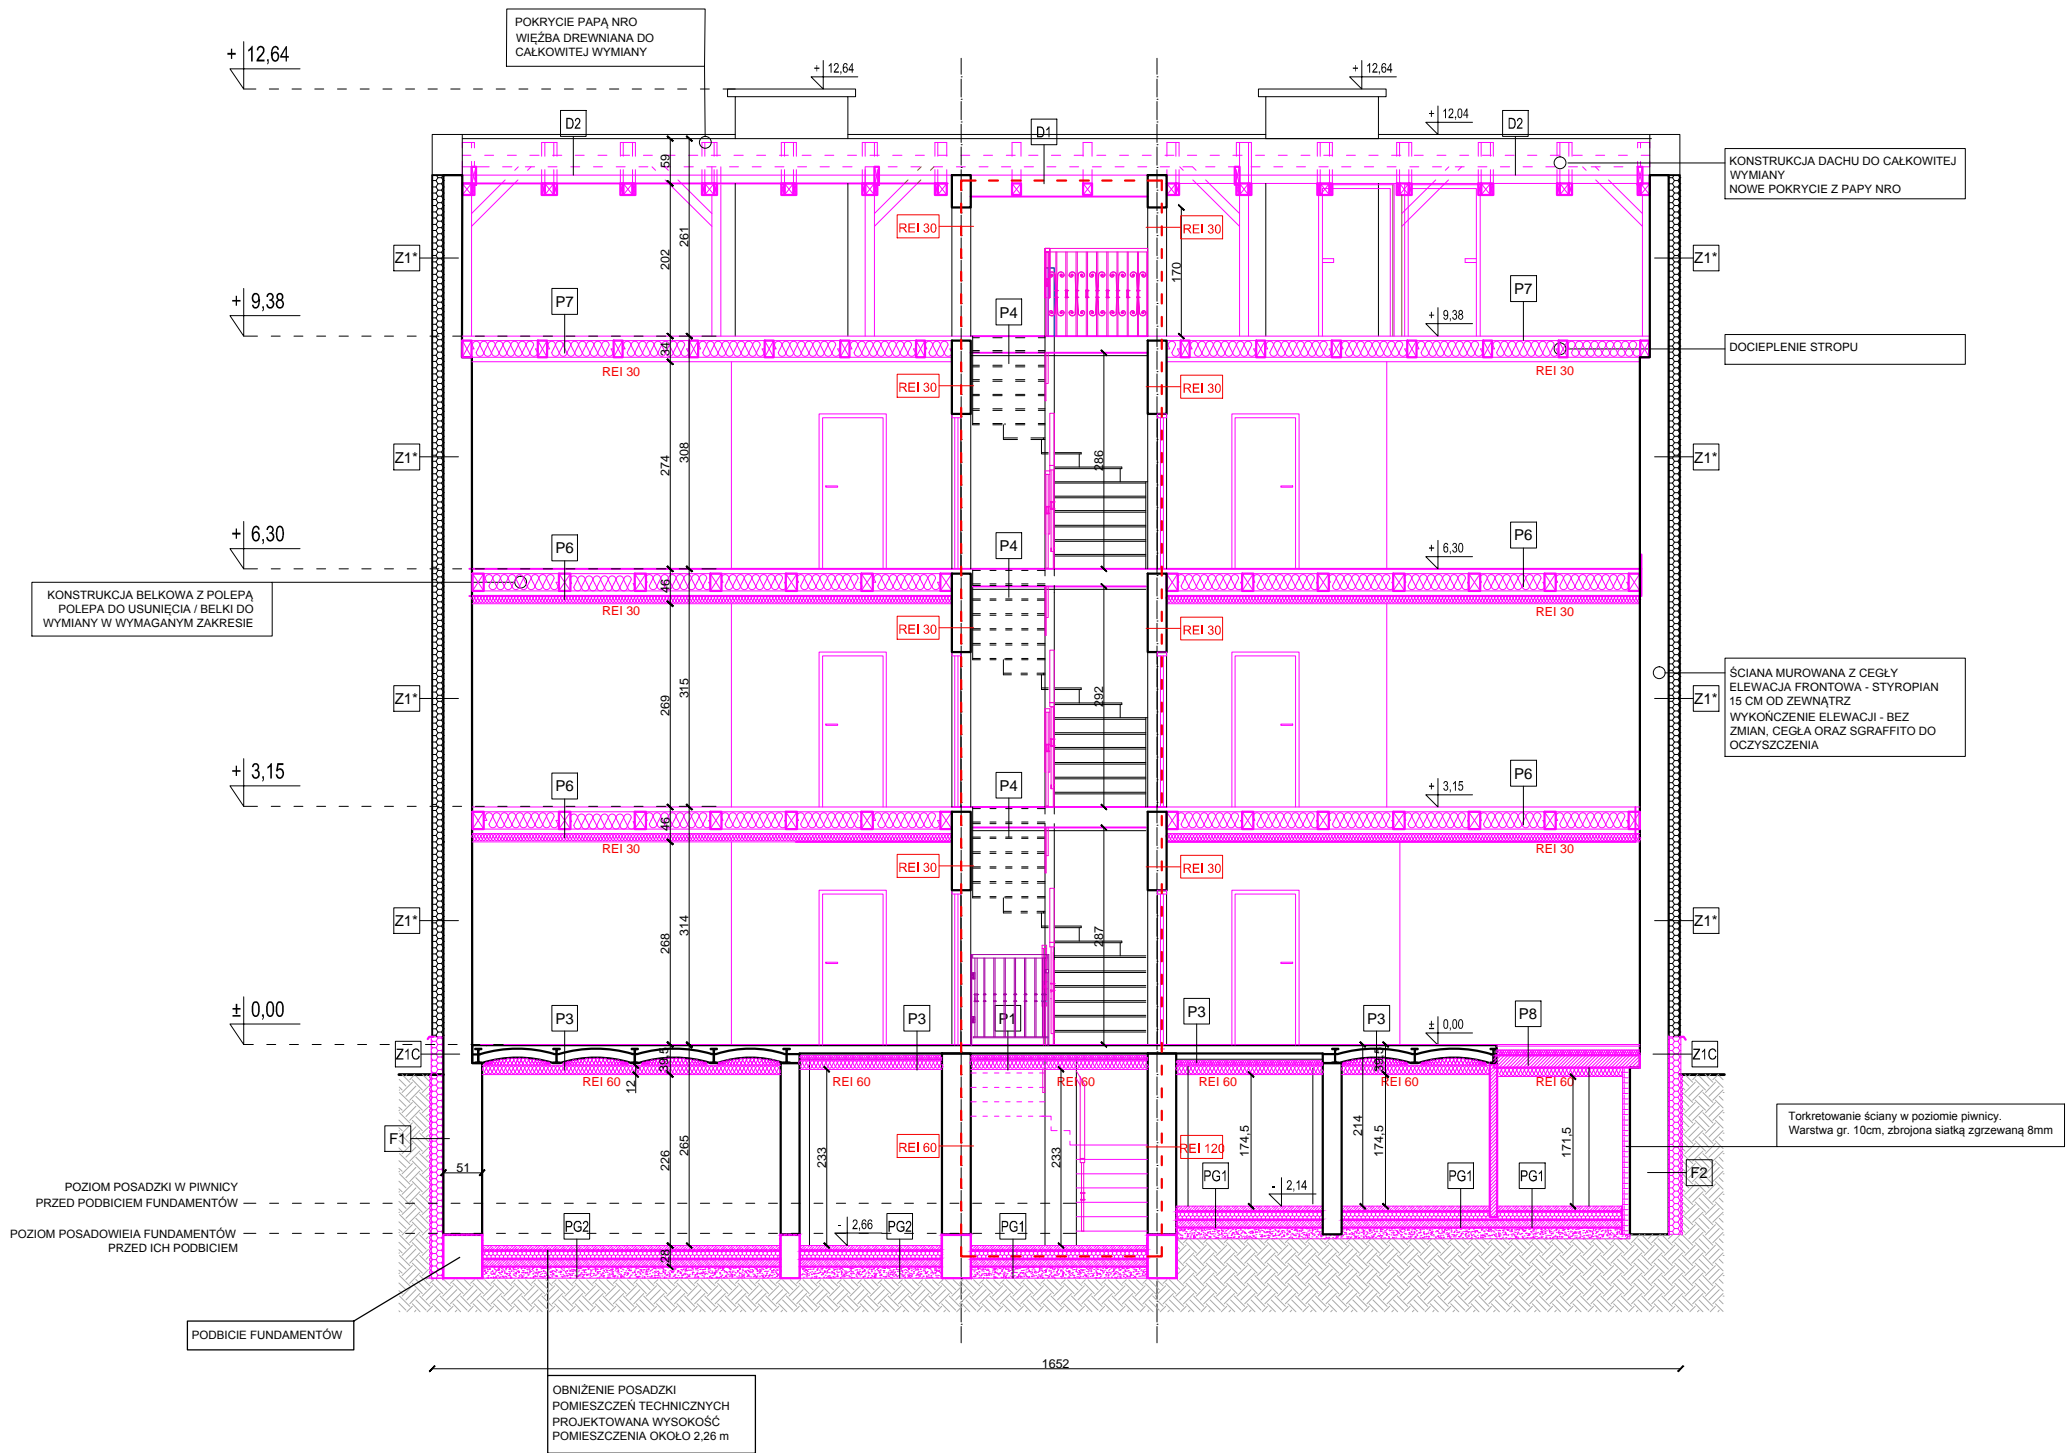 POKRYCIE PAPĄ NRO
WIĘŹBA DREWNIANA DO
CAŁKOWITEJ WYMIANY
+ 12,64
+ 12,64
+ 12,64
+ 12,04
D2
D1
D2
59
KONSTRUKCJA DACHU DO CAŁKOWITEJ
WYMIANY
NOWE POKRYCIE Z PAPY NRO
REI 30
REI 30
Z1*
202
261
170
Z1*
+ 9,38
P7
P4
+ 9,38
P7
34
DOCIEPLENIE STROPU
REI 30
REI 30
REI 30
REI 30
Z1*
274
308
286
Z1*
+ 6,30
P6
P4
+ 6,30
P6
46
KONSTRUKCJA BELKOWA Z POLEPĄ
POLEPA DO USUNIĘCIA / BELKI DO
WYMIANY W WYMAGANYM ZAKRESIE
REI 30
REI 30
REI 30
REI 30
Z1*
269
315
292
Z1*
ŚCIANA MUROWANA Z CEGŁY
ELEWACJA FRONTOWA - STYROPIAN
15 CM OD ZEWNĄTRZ
WYKOŃCZENIE ELEWACJI - BEZ
ZMIAN, CEGŁA ORAZ SGRAFFITO DO
OCZYSZCZENIA
+ 3,15
P6
P4
+ 3,15
P6
46
REI 30
REI 30
REI 30
REI 30
Z1*
268
314
287
Z1*
± 0,00
P3
P3
P1
P3
P3
± 0,00
P8
Z1C
39,5
39,5
Z1C
12
REI 60
REI 60
REI 60
REI 60
REI 60
REI 60
F1
51
226
265
233
REI 60
233
REI 120
174,5
214
174,5
171,5
Torkretowanie ściany w poziomie piwnicy.
Warstwa gr. 10cm, zbrojona siatką zgrzewaną 8mm
F2
PG1
PG1
PG1
- 2,14
POZIOM POSADZKI W PIWNICY
PRZED PODBICIEM FUNDAMENTÓW
POZIOM POSADOWIEIA FUNDAMENTÓW
PRZED ICH PODBICIEM
PG2
- 2,66
PG2
PG1
28
PODBICIE FUNDAMENTÓW
1652
OBNIŻENIE POSADZKI
POMIESZCZEŃ TECHNICZNYCH
PROJEKTOWANA WYSOKOŚĆ
POMIESZCZENIA OKOŁO 2,26 m